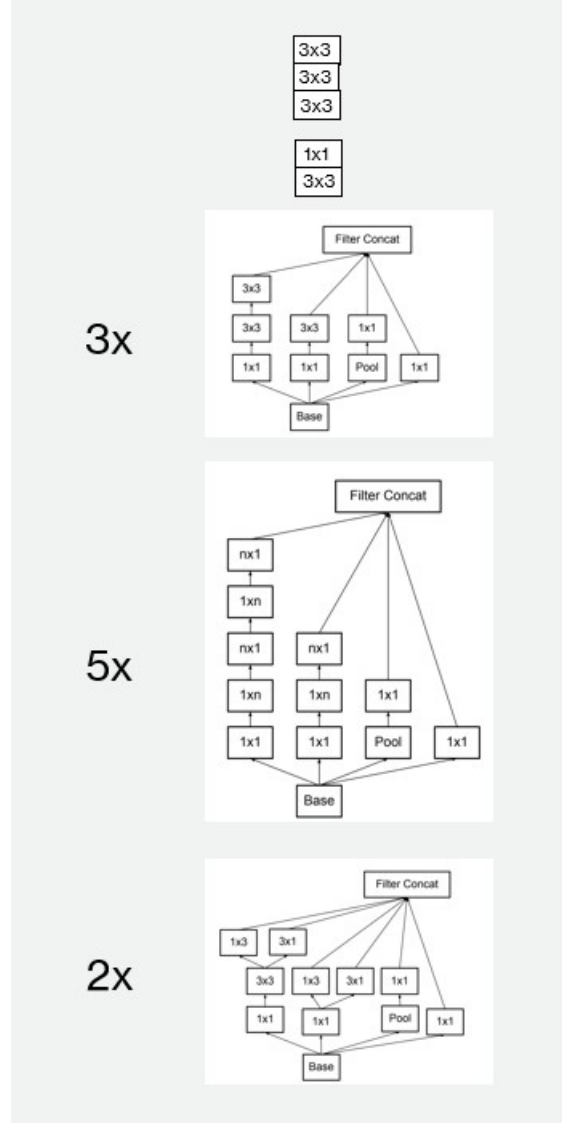 3x3
3x3
3x3
1x1
3x3
3x
Filter Concat
3x3
3x3 3x3 1x1
1x1 1x1 Pool 1x1
Base
5x
Filter Concat
nx1
1xn
nx1 nx1
1xn 1xn 1x1
1x1 1x1 Pool 1x1
Base
2x
Filter Concat
1x3 3x1
3x3 1x3 3x1 1x1
1x1 1x1 Pool 1x1
Base